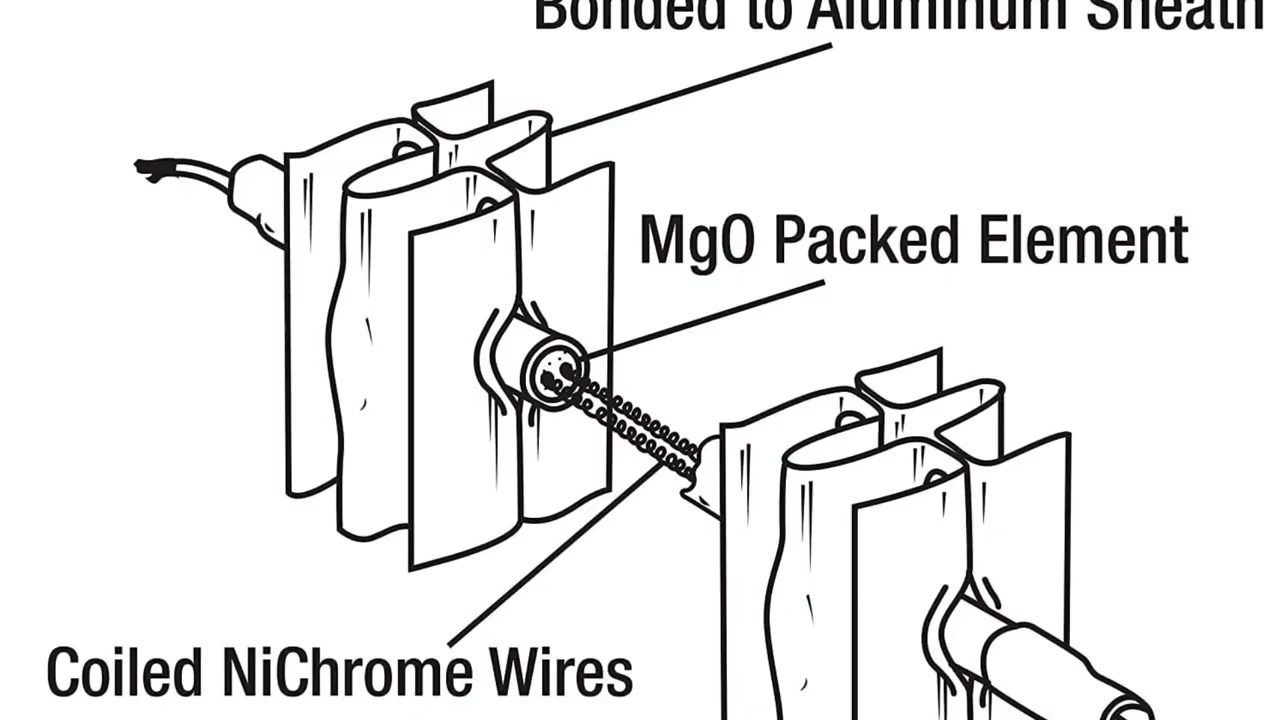 Bonded to Aluminum Sheath
MgO Packed Element
Coiled NiChrome Wires